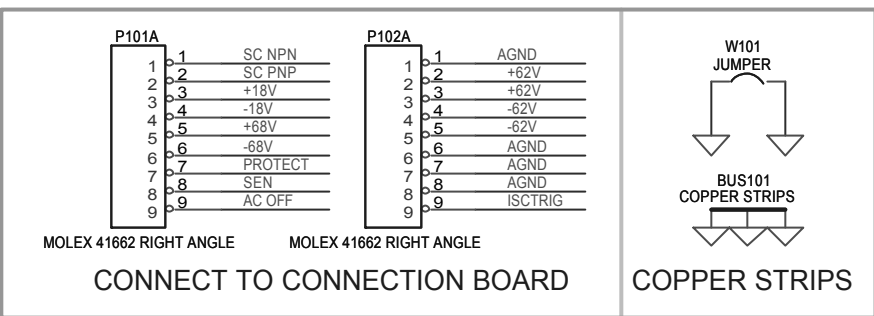 P101A
1 1 SC NPN
2 2 SC PNP
3 3 +18V
4 4 -18V
5 5 +68V
6 6 -68V
7 7 PROTECT
8 8 SEN
9 9 AC OFF
MOLEX 41662 RIGHT ANGLE
P102A
1 1 AGND
2 2 +62V
3 3 +62V
4 4 -62V
5 5 -62V
6 6 AGND
7 7 AGND
8 8 AGND
9 9 ISCTRIG
MOLEX 41662 RIGHT ANGLE
CONNECT TO CONNECTION BOARD
W101
JUMPER
BUS101
COPPER STRIPS
COPPER STRIPS